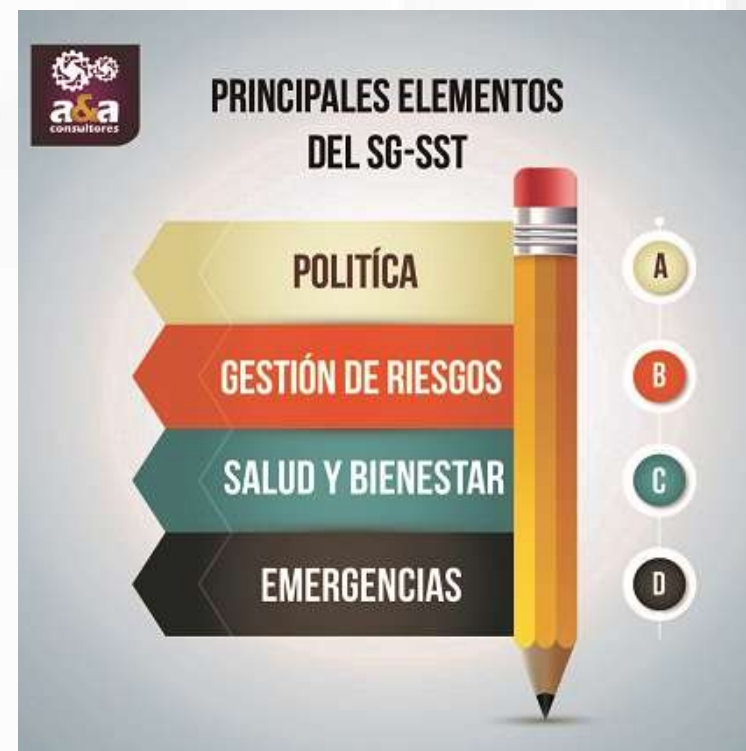 a&a
consultores
PRINCIPALES ELEMENTOS
DEL SG-SST
POLITÍCA
A
GESTIÓN DE RIESGOS
B
SALUD Y BIENESTAR
C
EMERGENCIAS
D